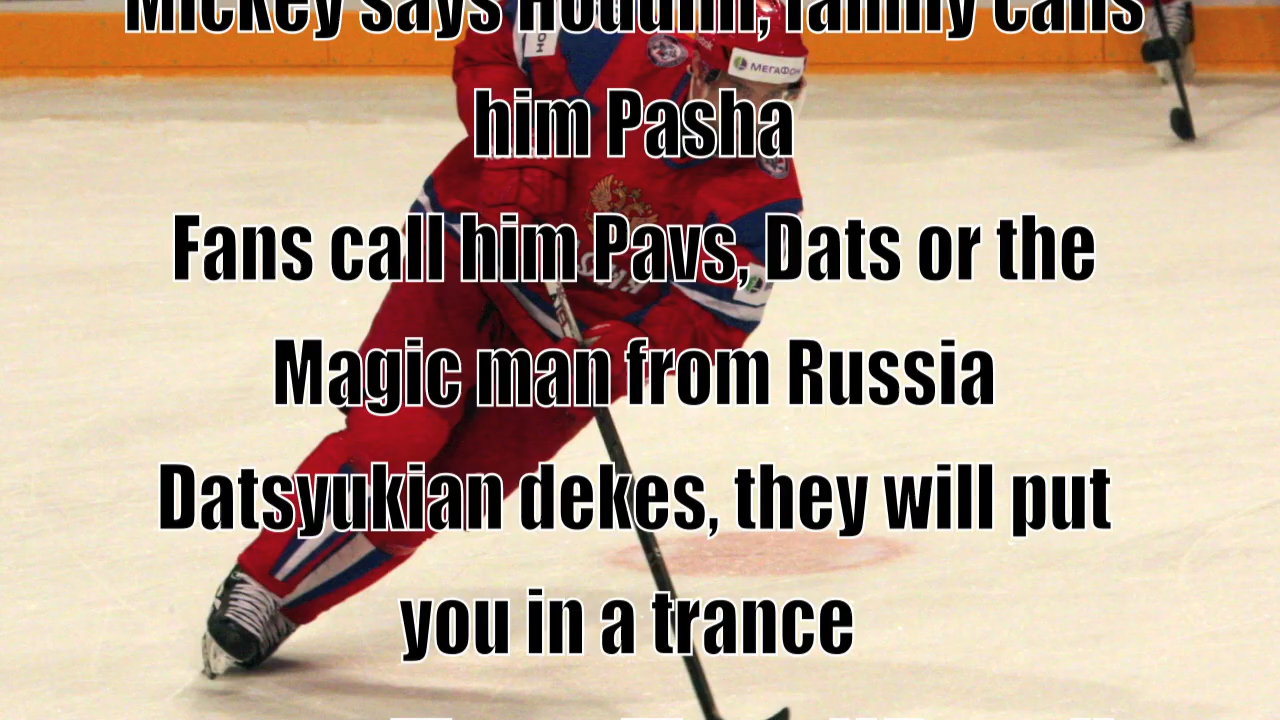 Mickey says Houdini, family calls
him Pasha
Fans call him Pavs, Dats or the
Magic man from Russia
Datsyukian dekes, they will put
you in a trance
МЕГАФОН